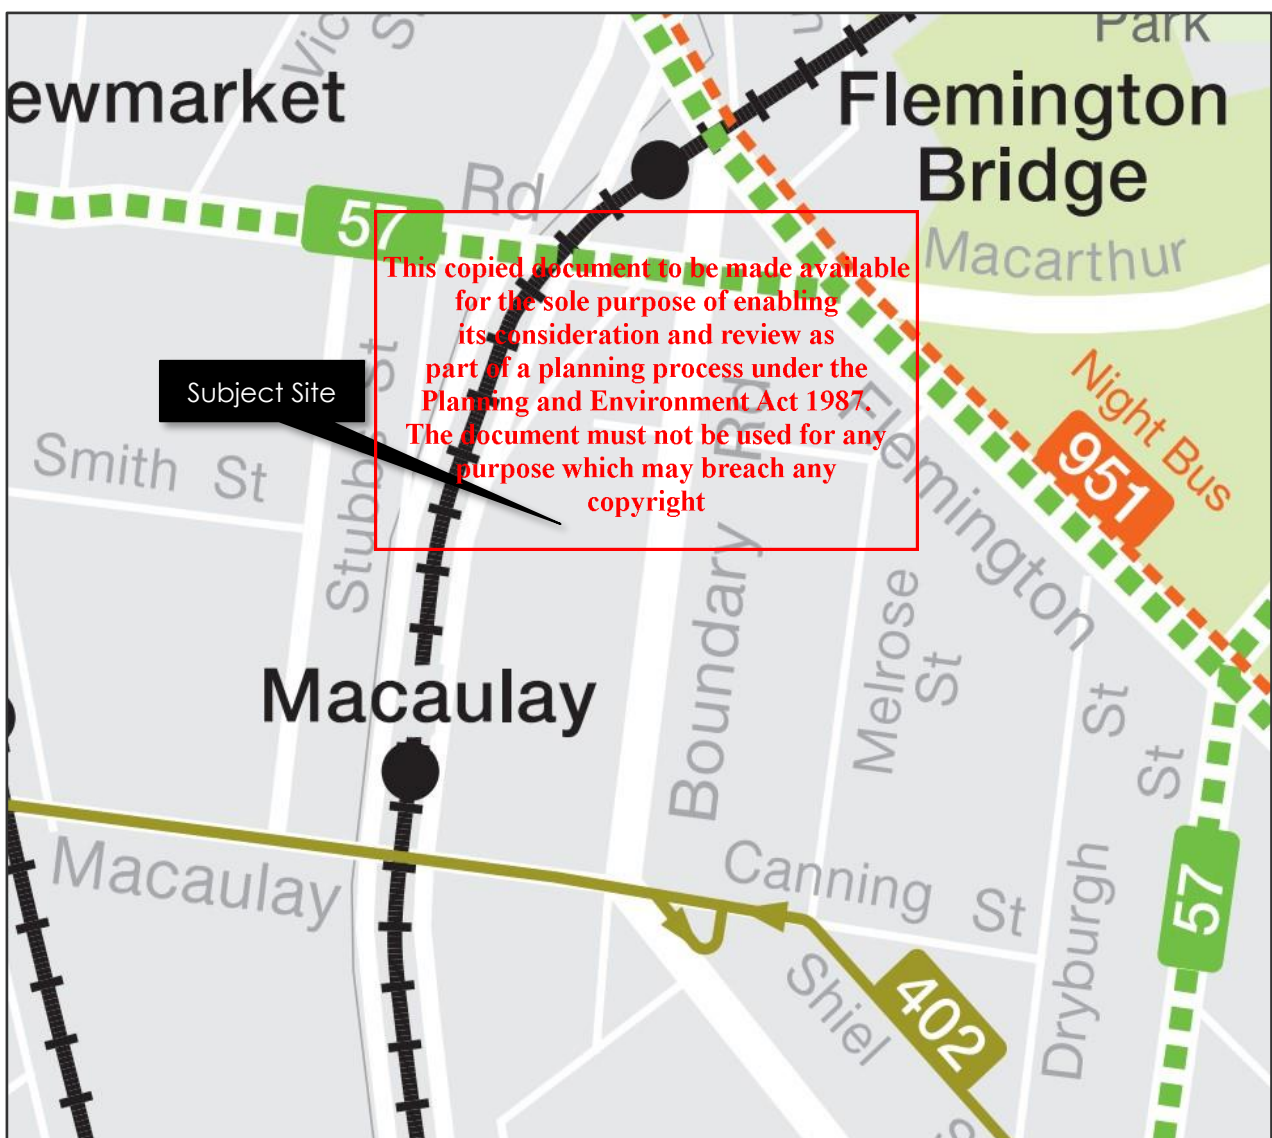 Park
Vic
S
ewmarket
Flemington
Bridge
Rd
57
Macarthur
This copied document to be made available
for the sole purpose of enabling
its consideration and review as
part of a planning process under the
Planning and Environment Act 1987.
The document must not be used for any
purpose which may breach any
copyright
Subject Site
Smith St
Stubbs St
Boundary Rd
Flemington
Night Bus
951
Melrose
St
St
St
Macaulay
Macaulay
Canning St
Dryburgh
57
Shiel
402